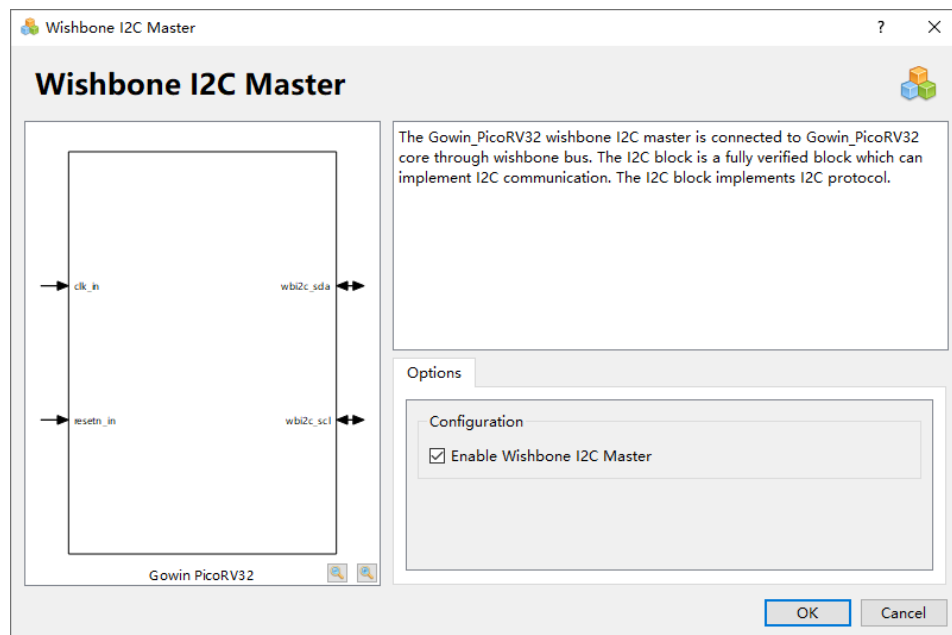 Wishbone I2C Master
?
Wishbone I2C Master
clk_in
wbi2c_sda
resetn_in
wbi2c_scl
Gowin PicoRV32
The Gowin_PicoRV32 wishbone I2C master is connected to Gowin_PicoRV32
core through wishbone bus. The I2C block is a fully verified block which can
implement I2C communication. The I2C block implements I2C protocol.
Options
Configuration
Enable Wishbone I2C Master
OK
Cancel